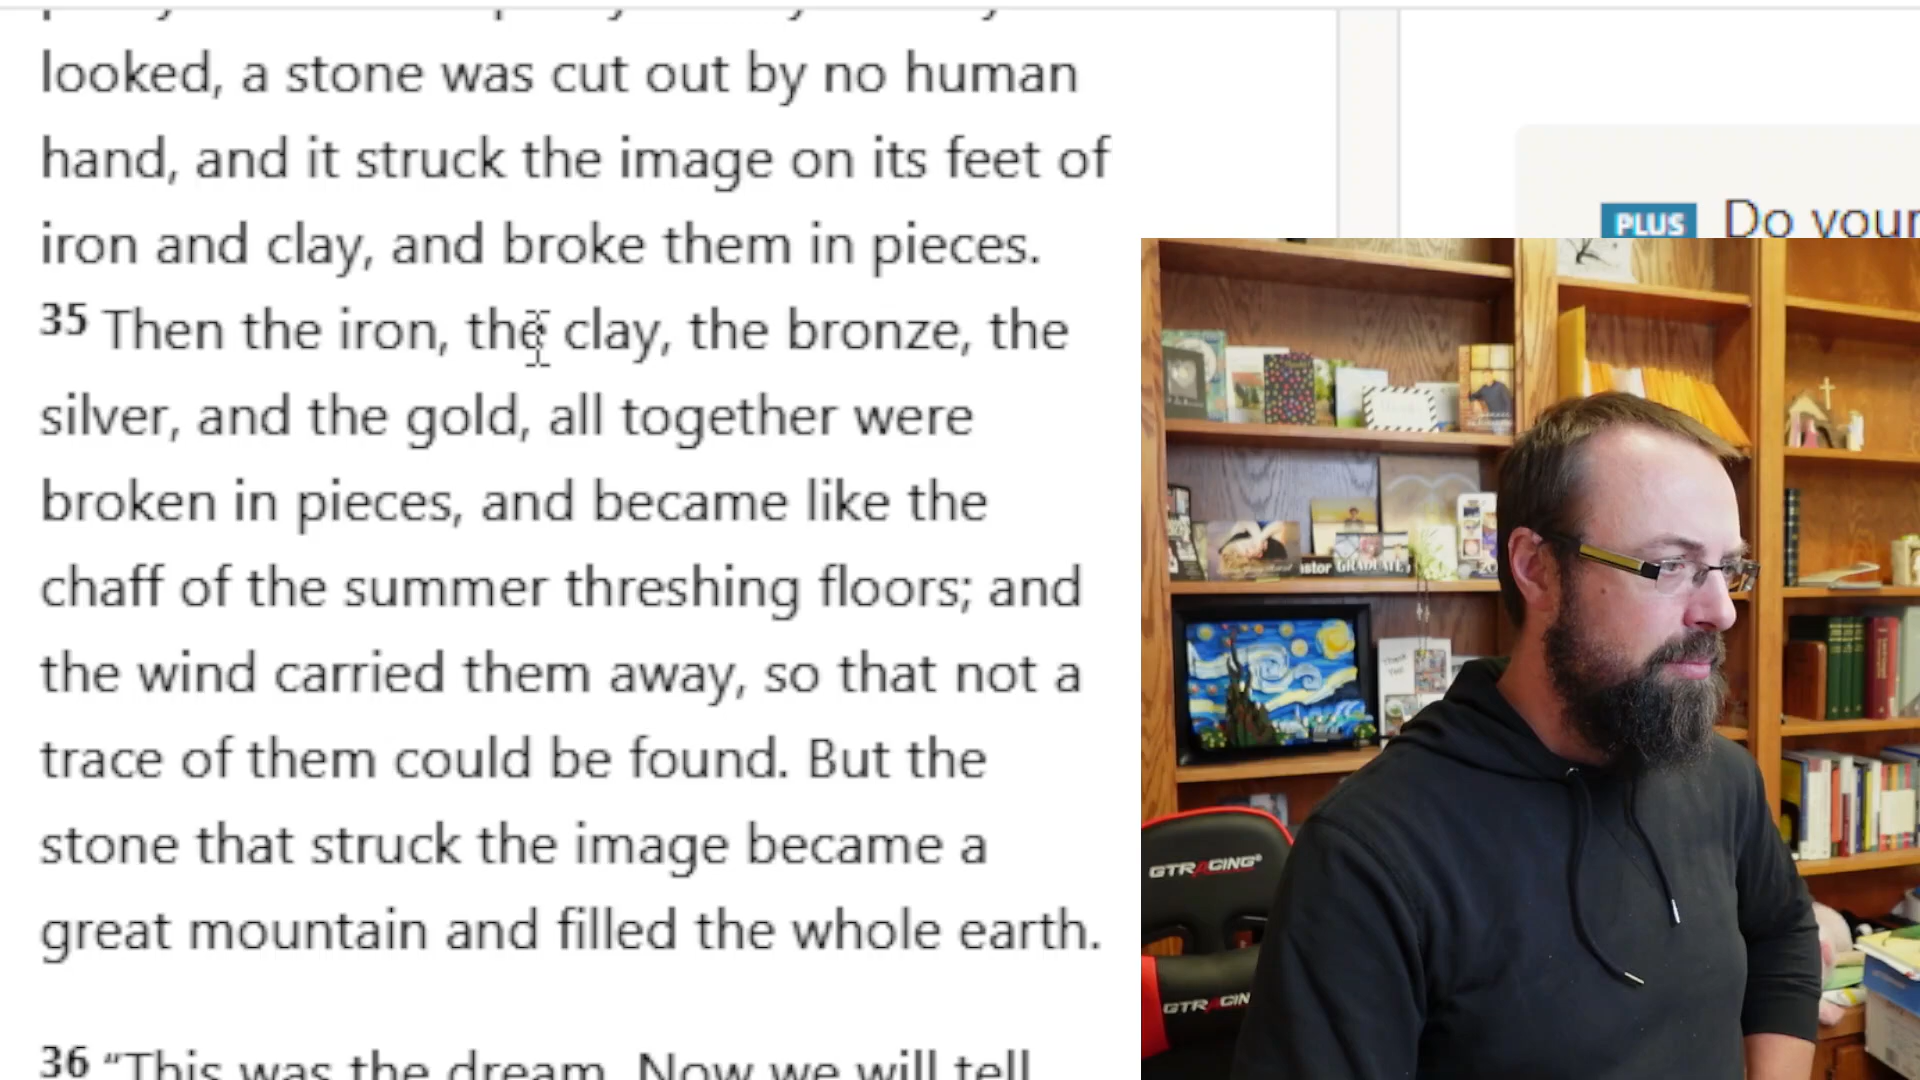 looked, a stone was cut out by no human
hand, and it struck the image on its feet of
iron and clay, and broke them in pieces.
35 Then the iron, the clay, the bronze, the
silver, and the gold, all together were
broken in pieces, and became like the
chaff of the summer threshing floors; and
the wind carried them away, so that not a
trace of them could be found. But the
stone that struck the image became a
great mountain and filled the whole earth.
36 “This was the dream. Now we will tell
PLUS Do your
GRADUATE
GTRACING
GTRACIN